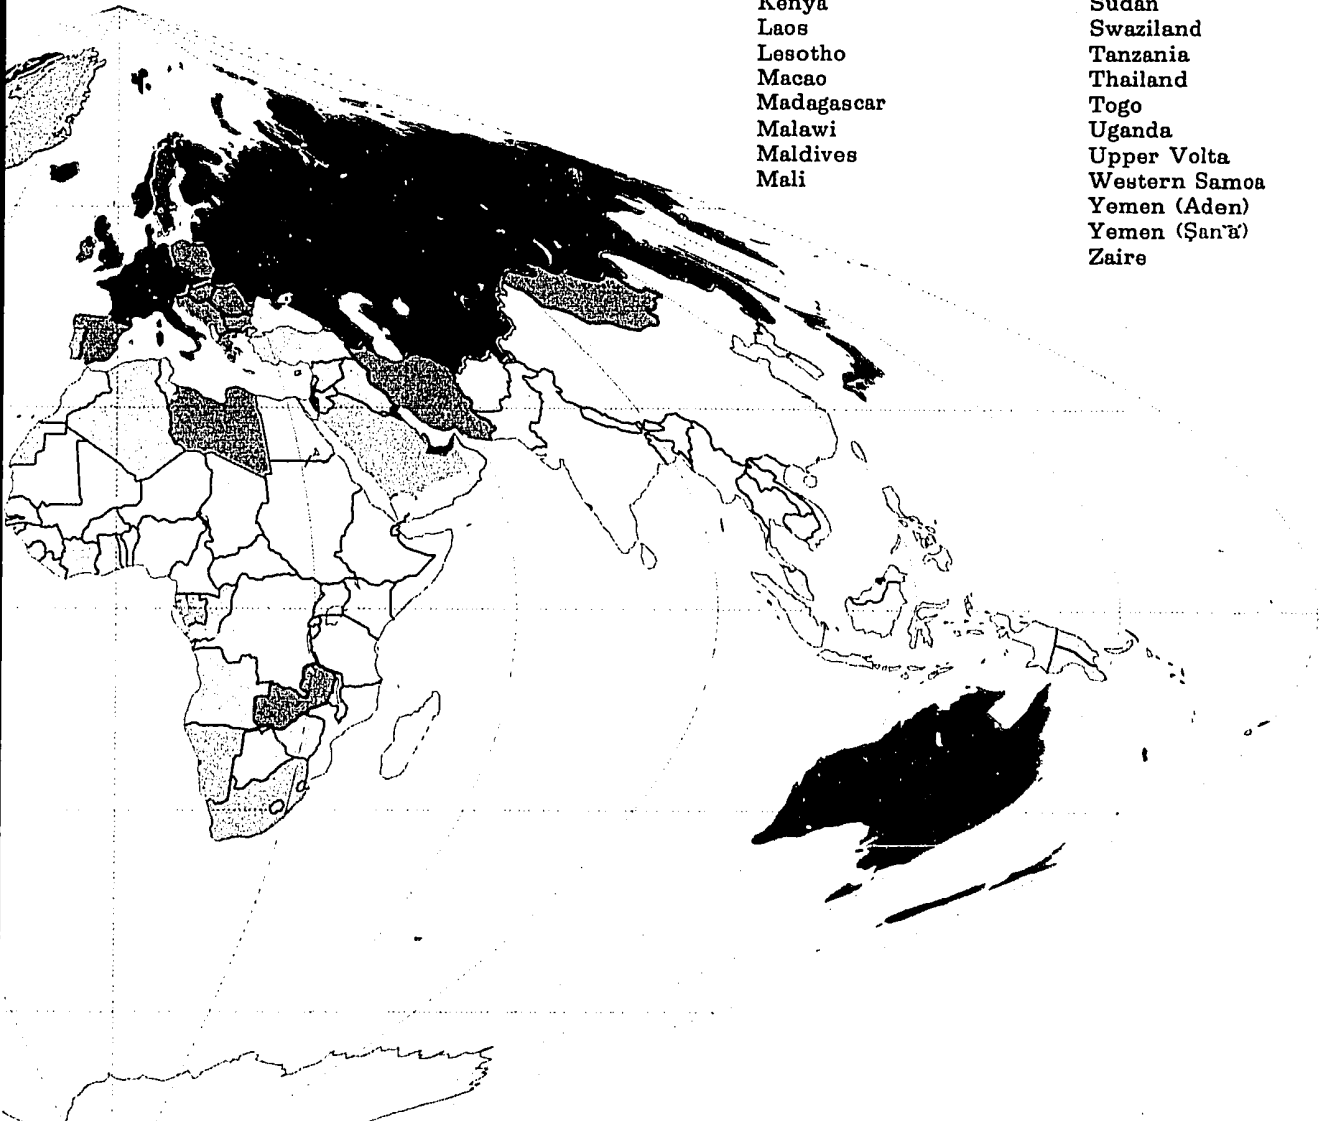 Kenya
Laos
Lesotho
Macao
Madagascar
Malawi
Maldives
Mali
Sudan
Swaziland
Tanzania
Thailand
Togo
Uganda
Upper Volta
Western Samoa
Yemen (Aden)
Yemen (Şan'ā')
Zaire